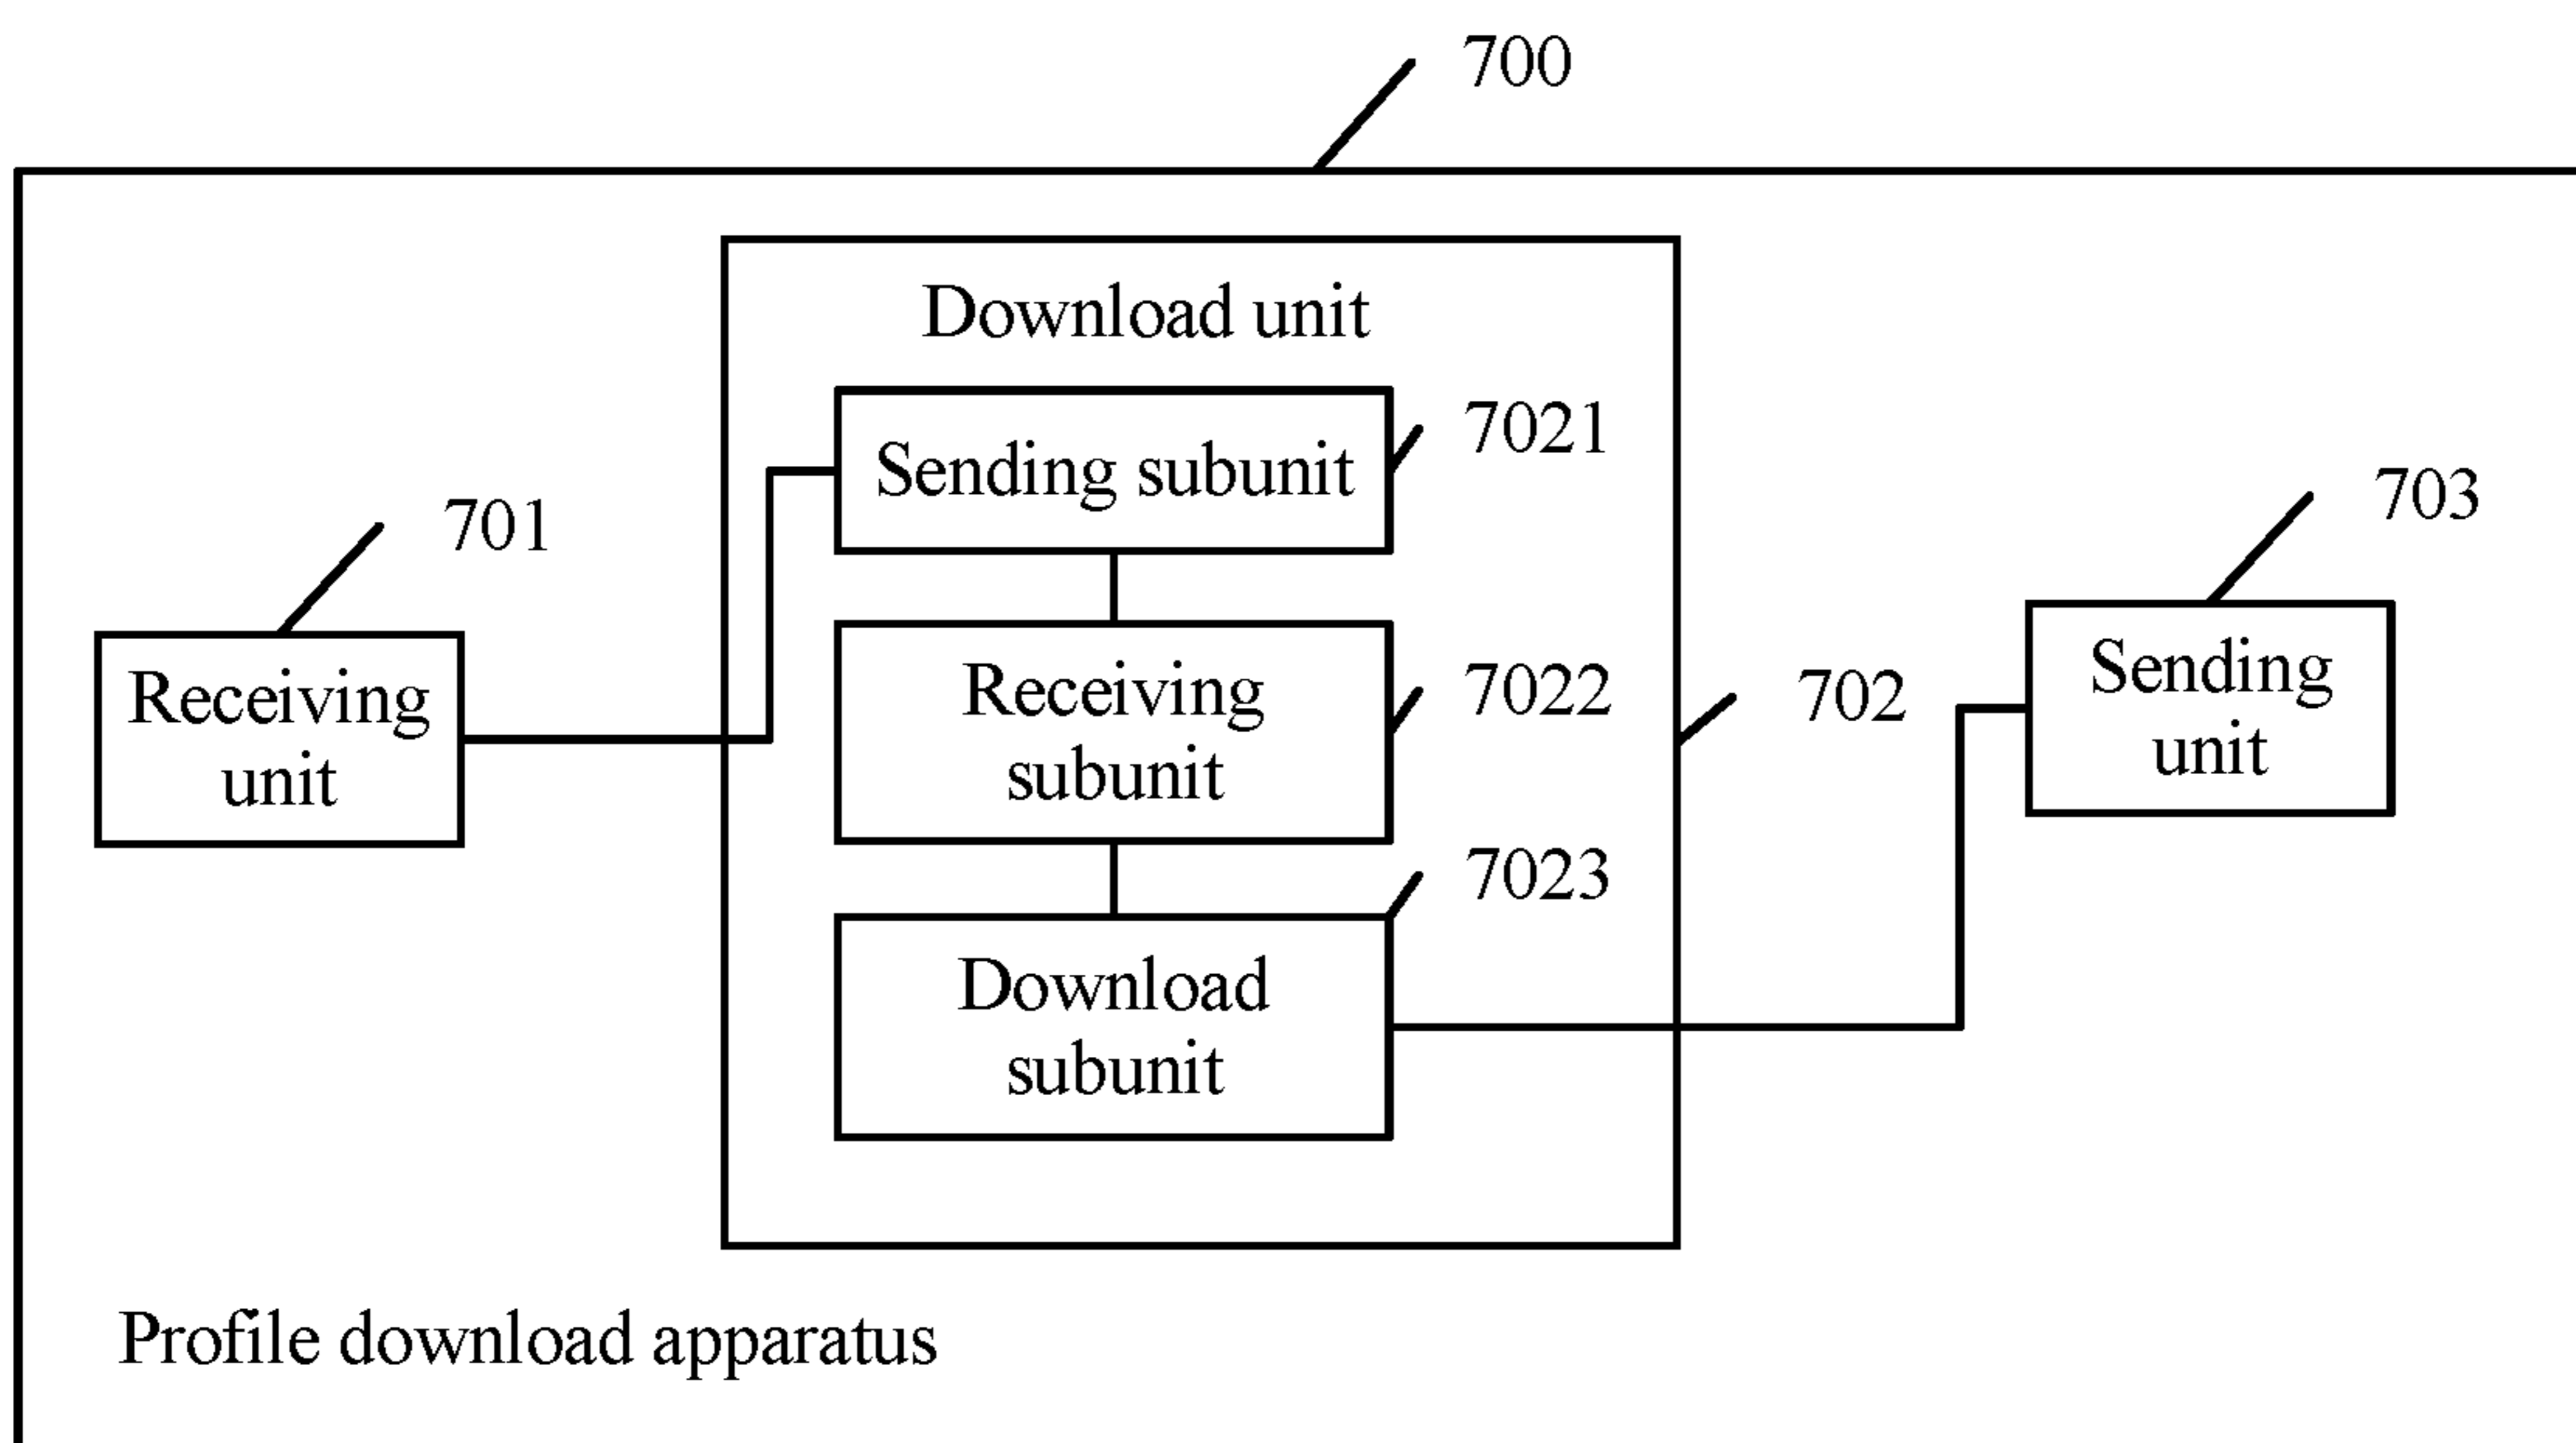 700
Download unit
Sending subunit
7021
701
703
Receiving
unit
Receiving
subunit
7022
702
Sending
unit
7023
Download
subunit
Profile download apparatus